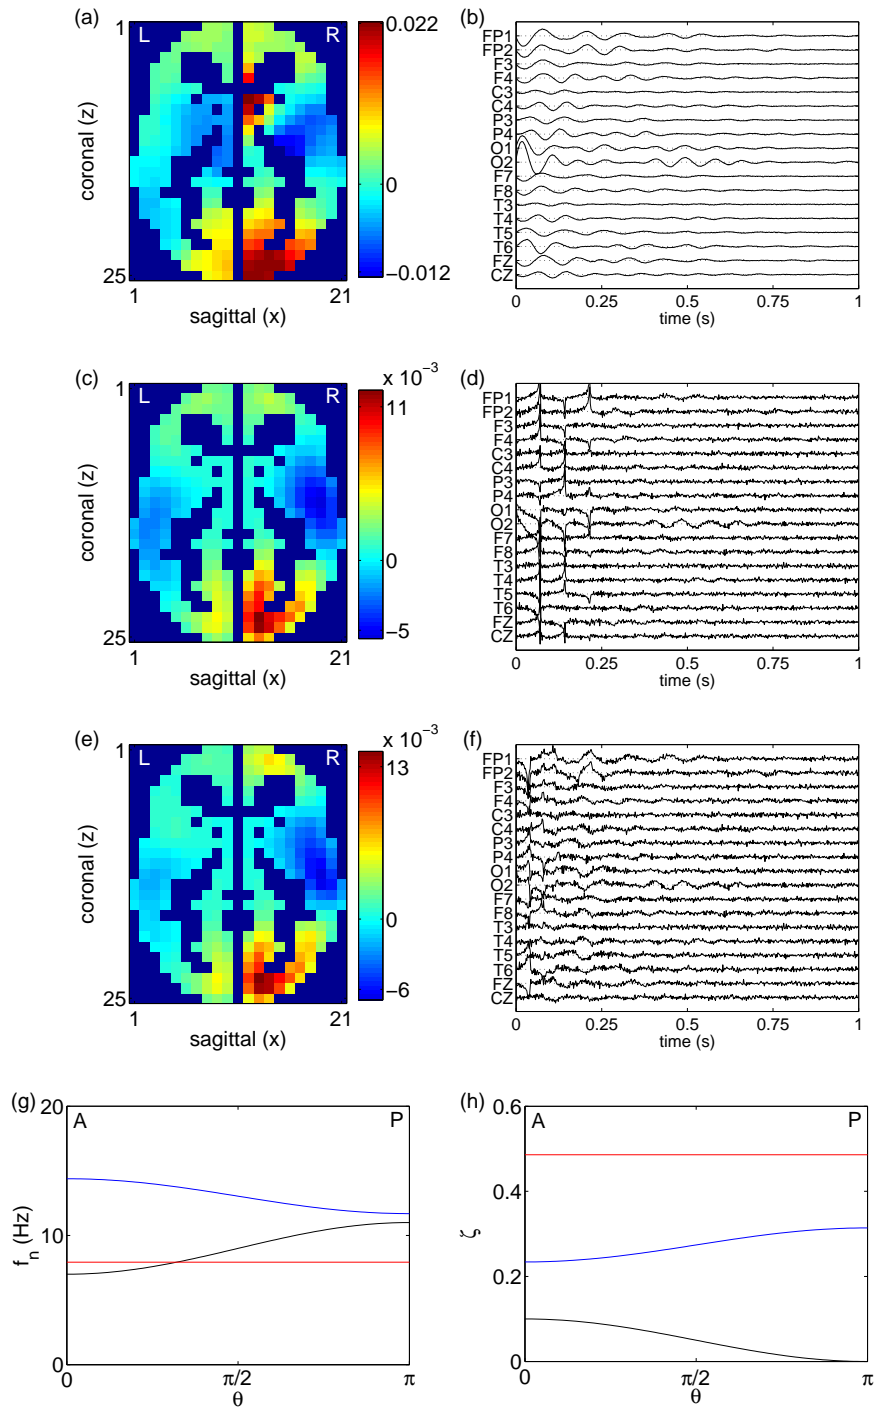 (a)
1
L
R
coronal (z)
25
1
21
sagittal (x)
0.022
0
−0.012
(b)
FP1
FP2
F3
F4
C3
C4
P3
P4
O1
O2
F7
F8
T3
T4
T5
T6
FZ
CZ
0
0.25
0.5
0.75
1
time (s)
(c)
1
L
R
coronal (z)
25
1
21
sagittal (x)
x 10⁻³
11
0
−5
(d)
FP1
FP2
F3
F4
C3
C4
P3
P4
O1
O2
F7
F8
T3
T4
T5
T6
FZ
CZ
0
0.25
0.5
0.75
1
time (s)
(e)
1
L
R
coronal (z)
25
1
21
sagittal (x)
x 10⁻³
13
0
−6
(f)
FP1
FP2
F3
F4
C3
C4
P3
P4
O1
O2
F7
F8
T3
T4
T5
T6
FZ
CZ
0
0.25
0.5
0.75
1
time (s)
(g)
20
A
P
10
f_n (Hz)
0
0
π/2
π
θ
(h)
0.6
A
P
0.4
ζ
0.2
0
0
π/2
π
θ